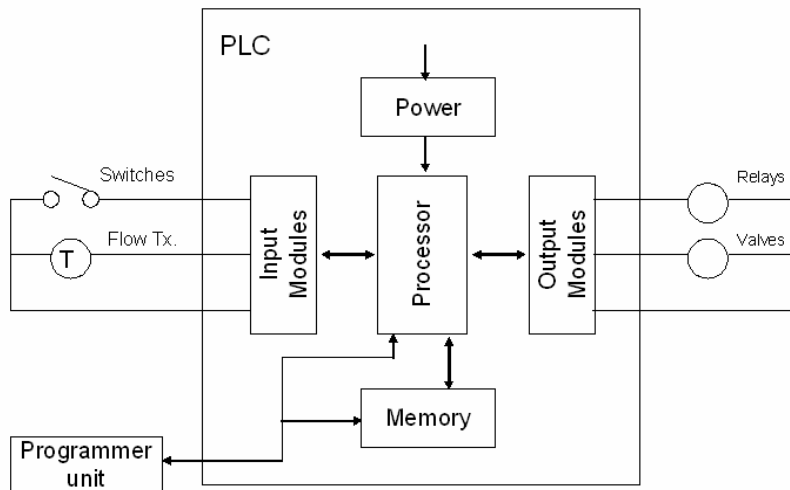 PLC
Power
Switches
Flow Tx.
T
Input
Modules
Processor
Output
Modules
Relays
Valves
Memory
Programmer
unit